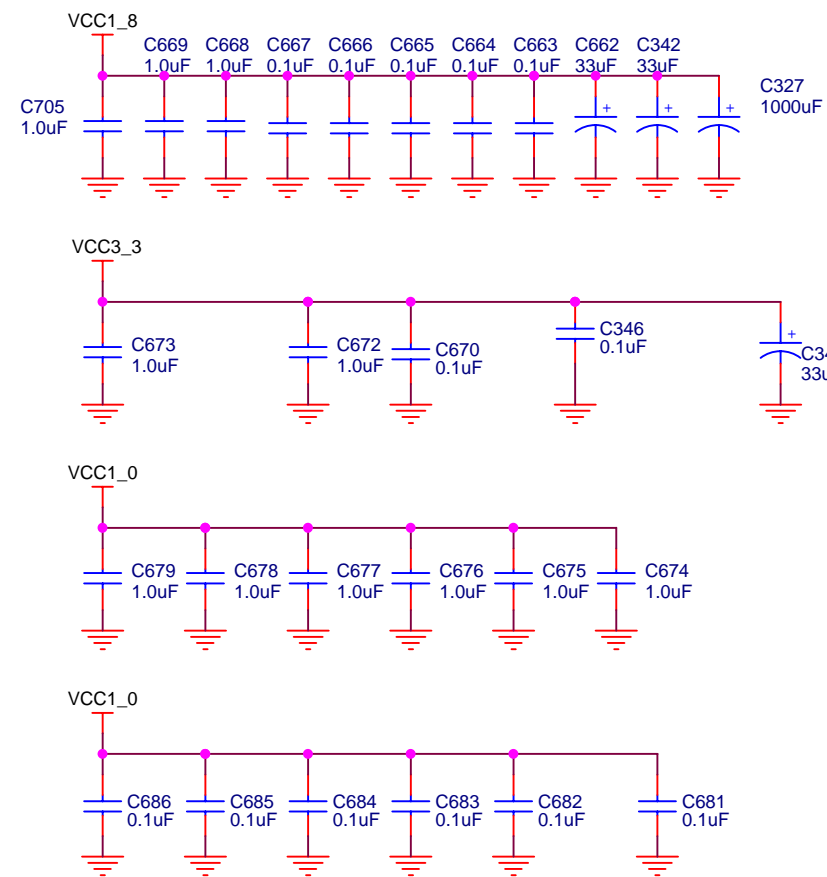 VCC1_8
C669 C668 C667 C666 C665 C664 C663 C662 C342
1.0uF 1.0uF 0.1uF 0.1uF 0.1uF 0.1uF 0.1uF 33uF 33uF
C327
1000uF
C705
1.0uF
VCC3_3
C673
1.0uF
C672
1.0uF
C670
0.1uF
C346
0.1uF
VCC1_0
C679 C678 C677 C676 C675 C674
1.0uF 1.0uF 1.0uF 1.0uF 1.0uF 1.0uF
VCC1_0
C686 C685 C684 C683 C682 C681
0.1uF 0.1uF 0.1uF 0.1uF 0.1uF 0.1uF